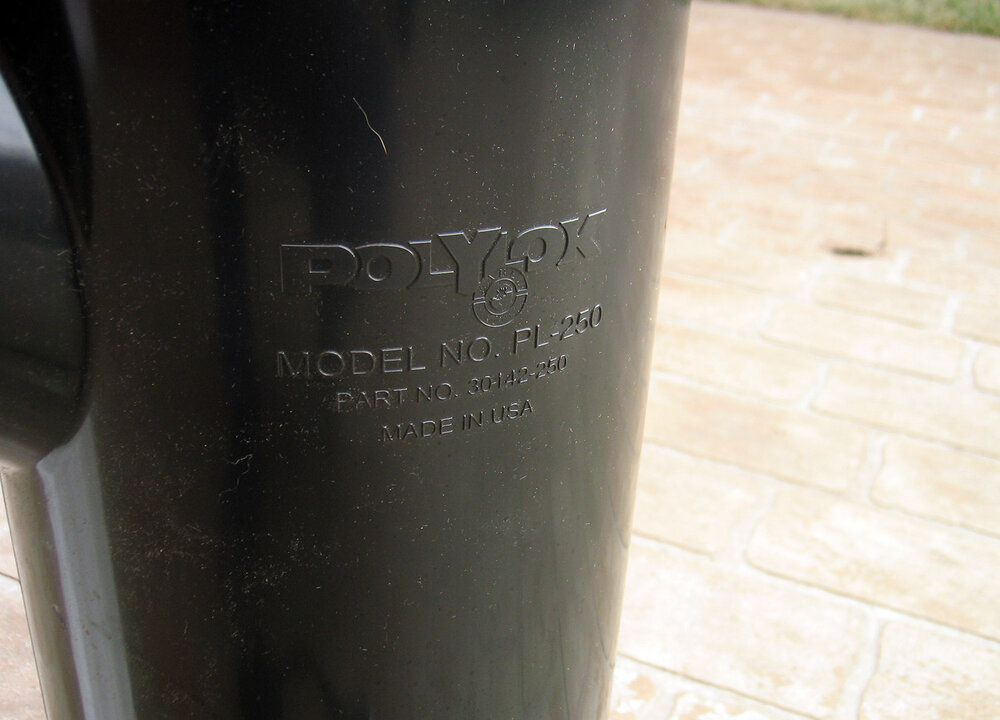 POLYLOK
MODEL NO. PL-250
PART NO. 30142-250
MADE IN USA